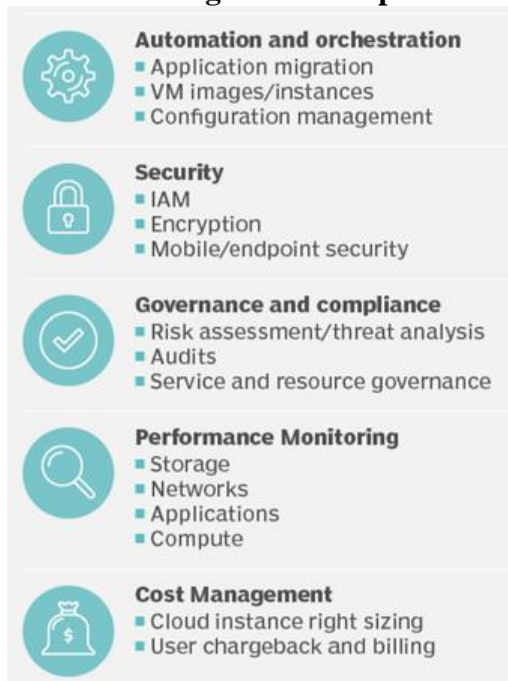 Automation and orchestration
▪ Application migration
▪ VM images/instances
▪ Configuration management
Security
▪ IAM
▪ Encryption
▪ Mobile/endpoint security
Governance and compliance
▪ Risk assessment/threat analysis
▪ Audits
▪ Service and resource governance
Performance Monitoring
▪ Storage
▪ Networks
▪ Applications
▪ Compute
Cost Management
▪ Cloud instance right sizing
▪ User chargeback and billing
$